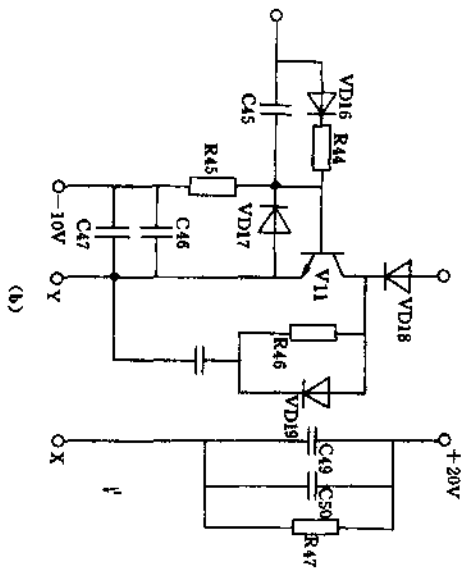 VD16
R44
C45
R45
VD17
V11
VD18
C46
C47
−10V
Y
R46
VD19
X
C49
C50
R47
+20V
(b)